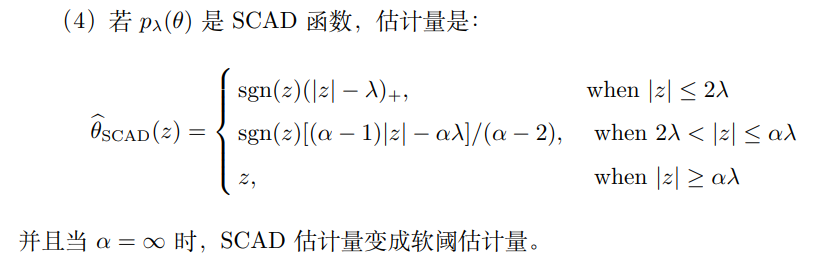 （4）若 pλ(θ) 是 SCAD 函数，估计量是：
sgn(z)(|z| − λ)₊, when |z| ≤ 2λ
θ̂SCAD(z) = { sgn(z)[(α − 1)|z| − αλ]/(α − 2), when 2λ < |z| ≤ αλ
z, when |z| ≥ αλ
并且当 α = ∞ 时，SCAD 估计量变成软阈估计量。